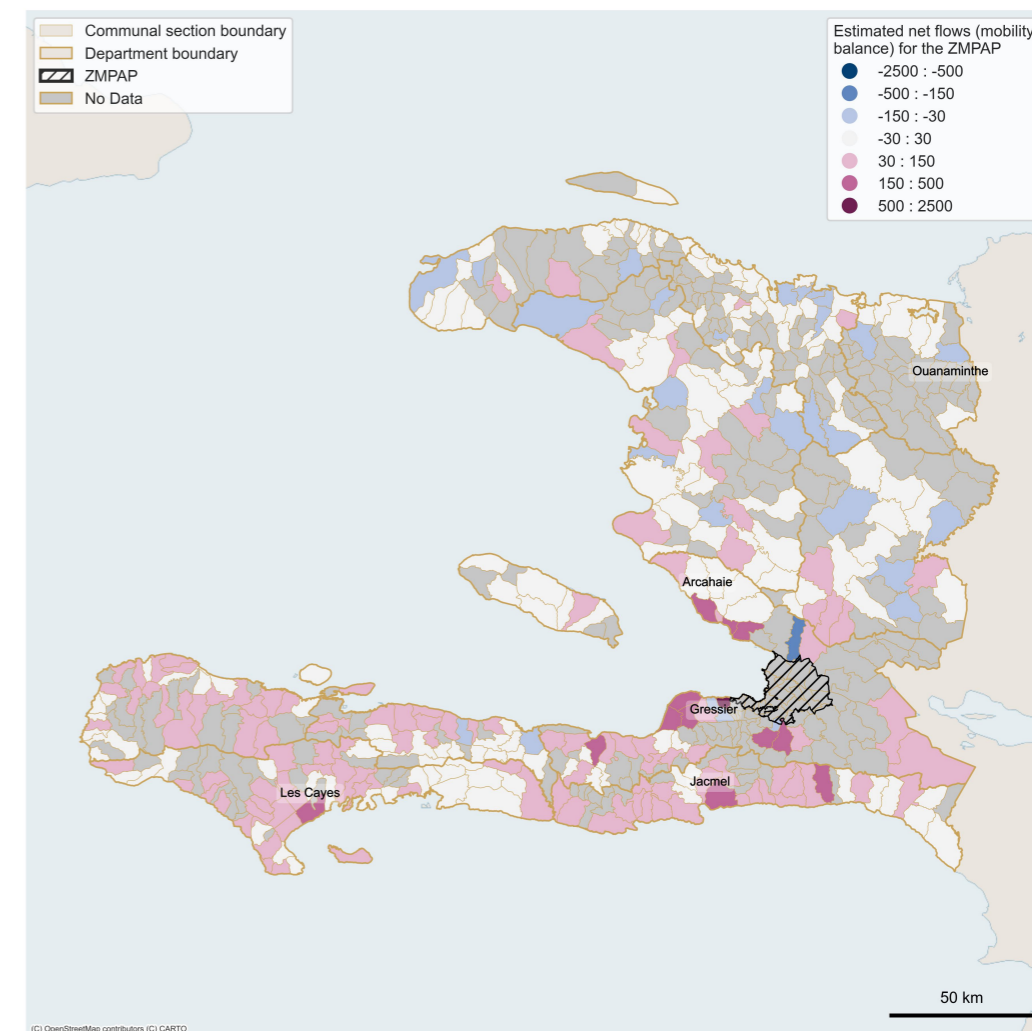 Communal section boundary
Department boundary
ZMPAP
No Data
Estimated net flows (mobility
balance) for the ZMPAP
-2500 : -500
-500 : -150
-150 : -30
-30 : 30
30 : 150
150 : 500
500 : 2500
Ouanaminthe
Arcahaie
Gressier
Jacmel
Les Cayes
50 km
(C) OpenStreetMap contributors (C) CARTO